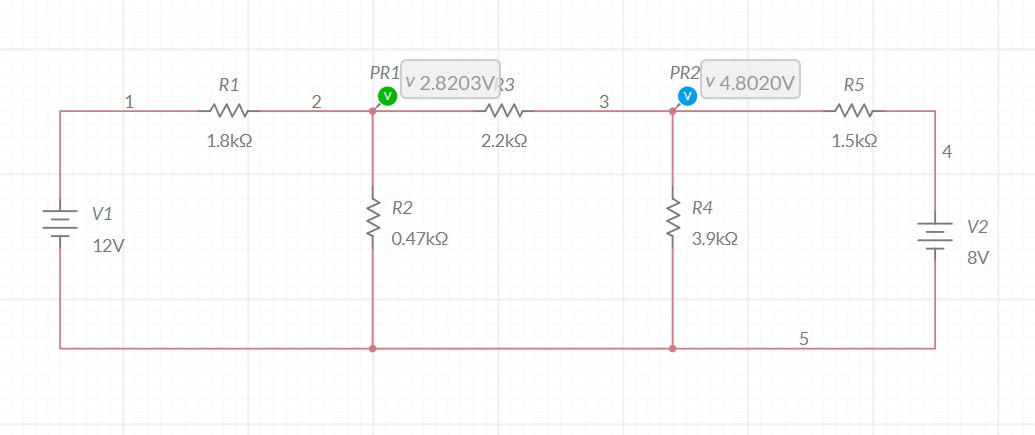 R1
PR1
V 2.8203V
R3
PR2
V 4.8020V
R5
1
2
V
3
V
1.8kΩ
2.2kΩ
1.5kΩ
4
V1
12V
R2
0.47kΩ
R4
3.9kΩ
V2
8V
5